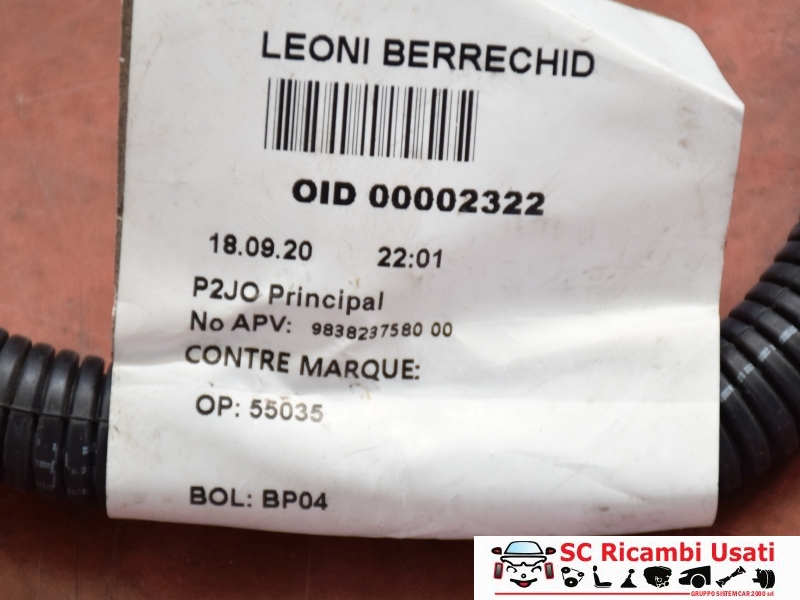 LEONI BERRECHID
OID 00002322
18.09.20 22:01
P2JO Principal
No APV: 9838237580 00
CONTRE MARQUE:
OP: 55035
BOL: BP04
SC Ricambi Usati
GRUPPO SISTEMCAR 2000 srl